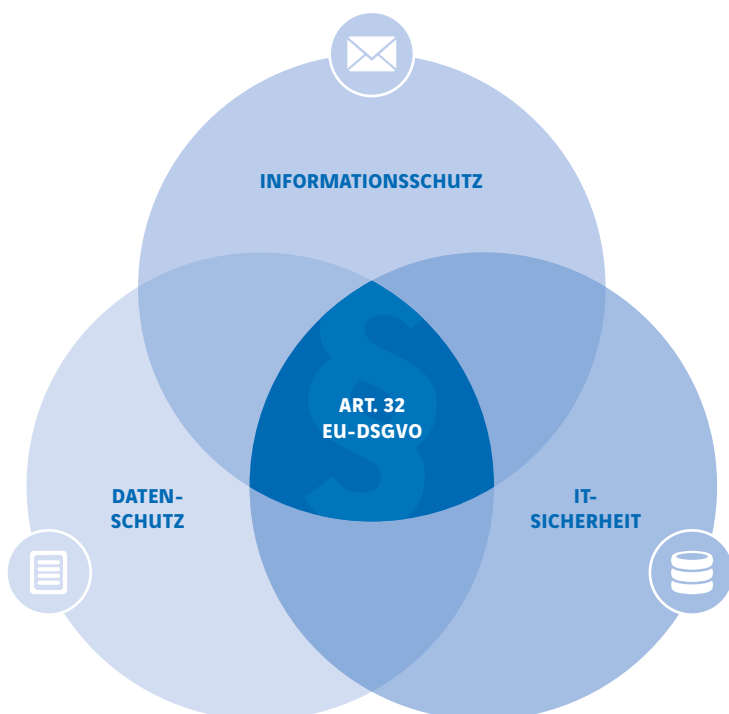 INFORMATIONSSCHUTZ
§
ART. 32
EU-DSGVO
DATEN-
SCHUTZ
IT-
SICHERHEIT